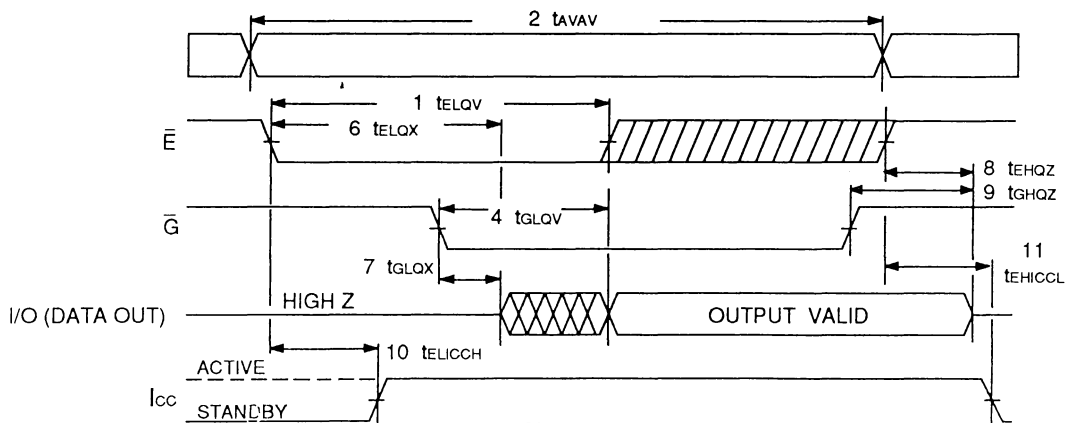 2 tAVAV
1 tELQV
6 tELQX
Ē
8 tEHQZ
9 tGHQZ
4 tGLQV
Ḡ
11
tEHICCL
7 tGLQX
HIGH Z
I/O (DATA OUT)
OUTPUT VALID
10 tELICCH
ACTIVE
Icc
STANDBY